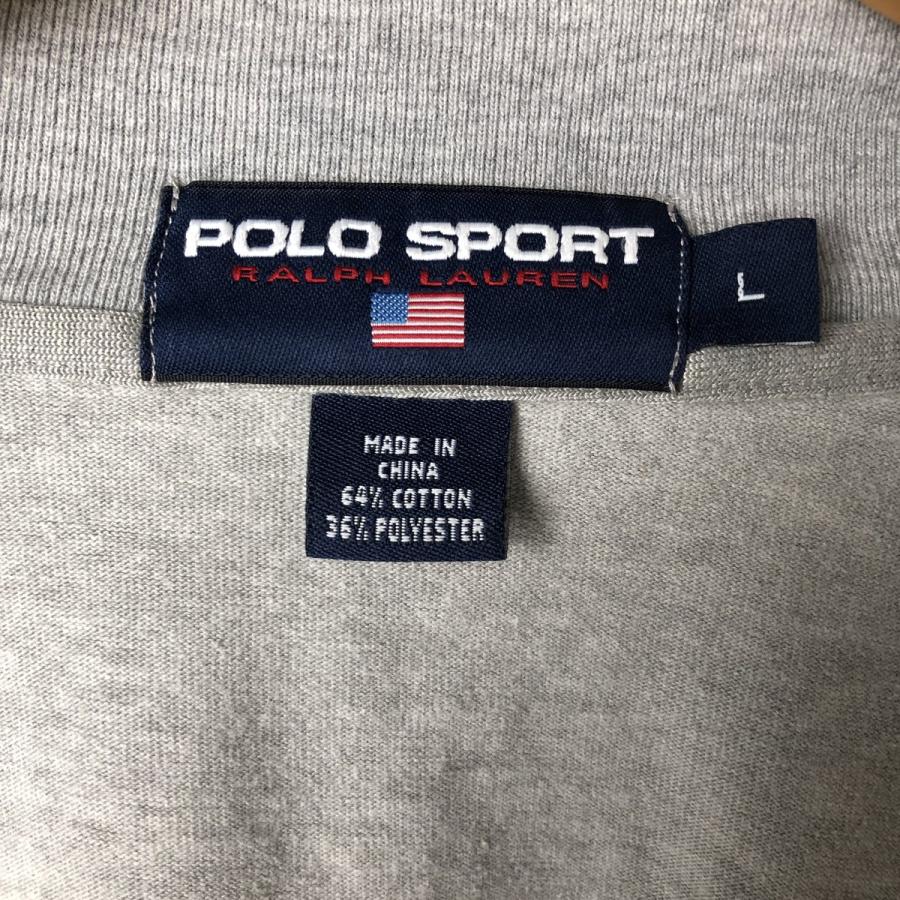 POLO SPORT
RALPH LAUREN
L
MADE IN
CHINA
64% COTTON
36% POLYESTER